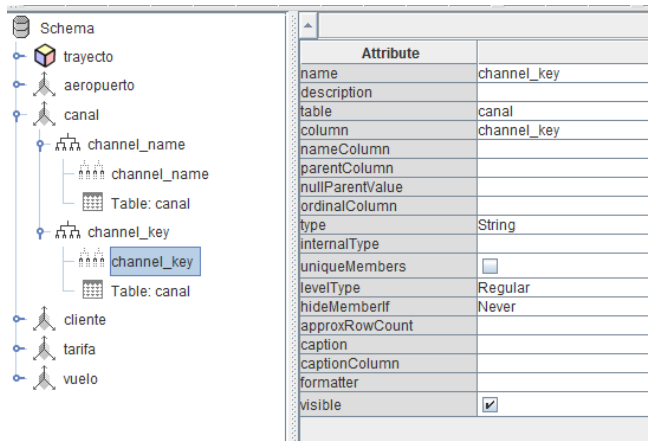 Schema
trayecto
aeropuerto
canal
channel_name
channel_name
Table: canal
channel_key
channel_key
Table: canal
cliente
tarifa
vuelo
Attribute
name channel_key
description
table canal
column channel_key
nameColumn
parentColumn
nullParentValue
ordinalColumn
type String
internalType
uniqueMembers
levelType Regular
hideMemberIf Never
approxRowCount
caption
captionColumn
formatter
visible